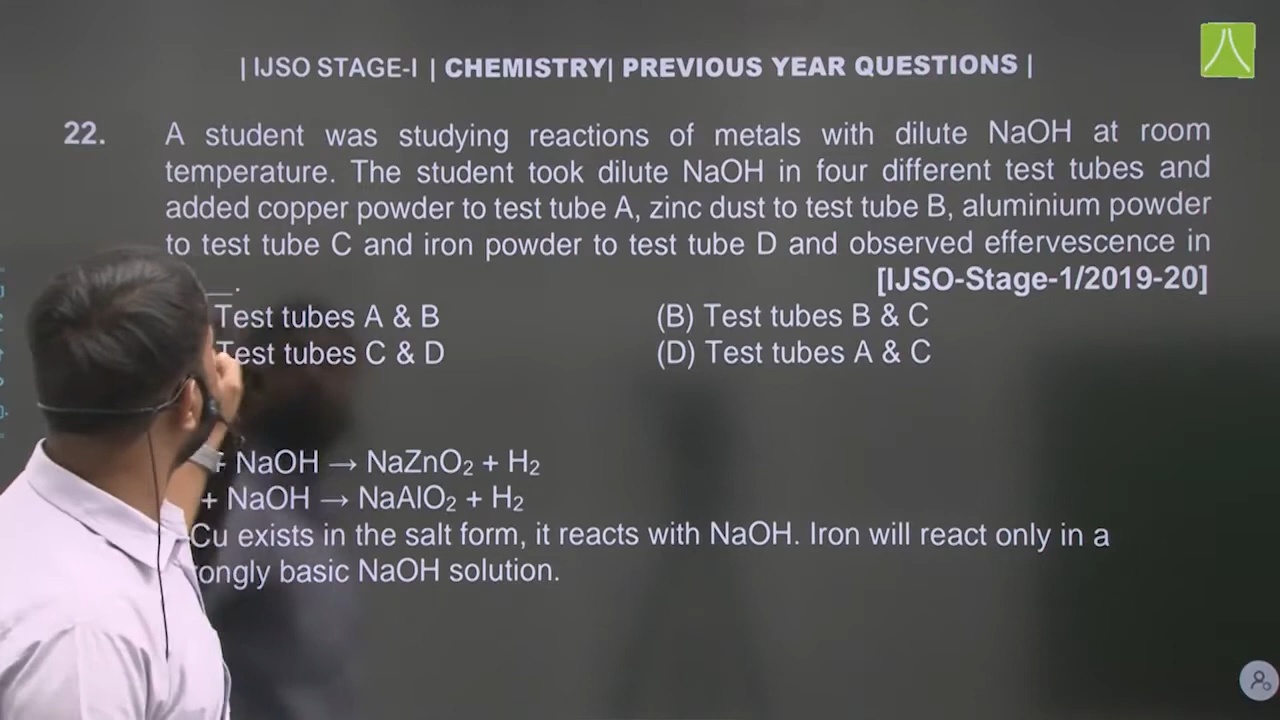 | IJSO STAGE-I | CHEMISTRY| PREVIOUS YEAR QUESTIONS |
22. A student was studying reactions of metals with dilute NaOH at room
temperature. The student took dilute NaOH in four different test tubes and
added copper powder to test tube A, zinc dust to test tube B, aluminium powder
to test tube C and iron powder to test tube D and observed effervescence in
__.
[IJSO-Stage-1/2019-20]
Test tubes A & B (B) Test tubes B & C
Test tubes C & D (D) Test tubes A & C
+ NaOH → NaZnO₂ + H₂
+ NaOH → NaAlO₂ + H₂
Cu exists in the salt form, it reacts with NaOH. Iron will react only in a
ongly basic NaOH solution.